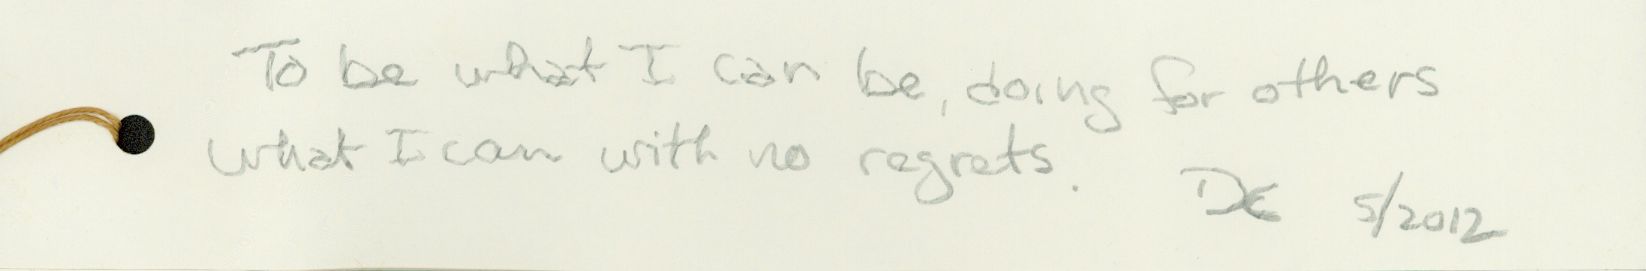 To be what I can be, doing for others
what I can with no regrets.
DC 5/2012